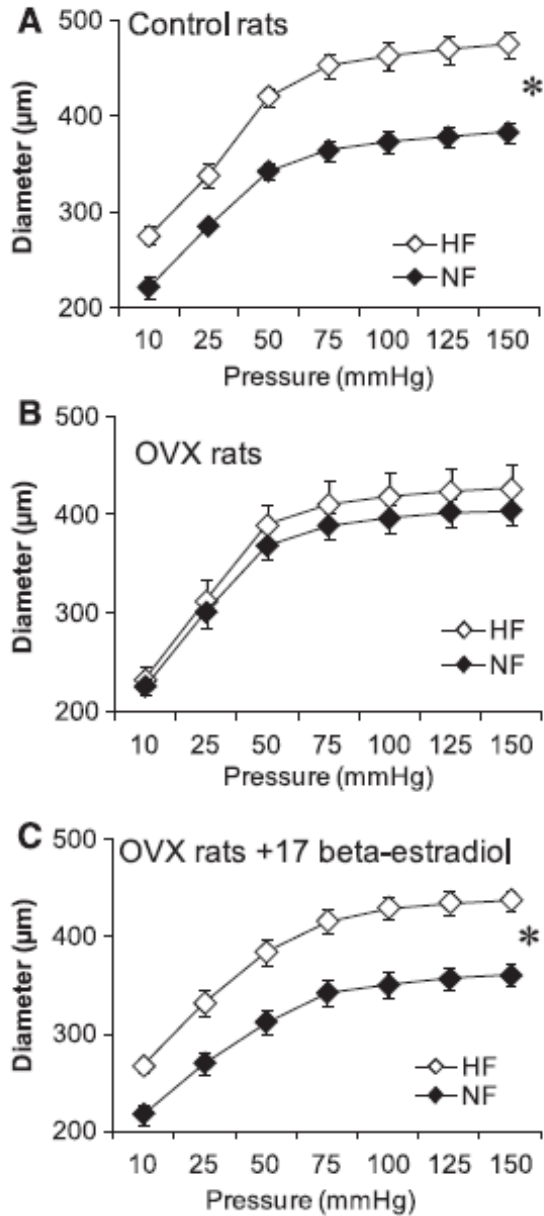 A
Control rats
500
400
300
200
Diameter (µm)
*
HF
NF
10 25 50 75 100 125 150
Pressure (mmHg)
B
OVX rats
500
400
300
200
Diameter (µm)
HF
NF
10 25 50 75 100 125 150
Pressure (mmHg)
C
OVX rats +17 beta-estradiol
500
400
300
200
Diameter (µm)
*
HF
NF
10 25 50 75 100 125 150
Pressure (mmHg)